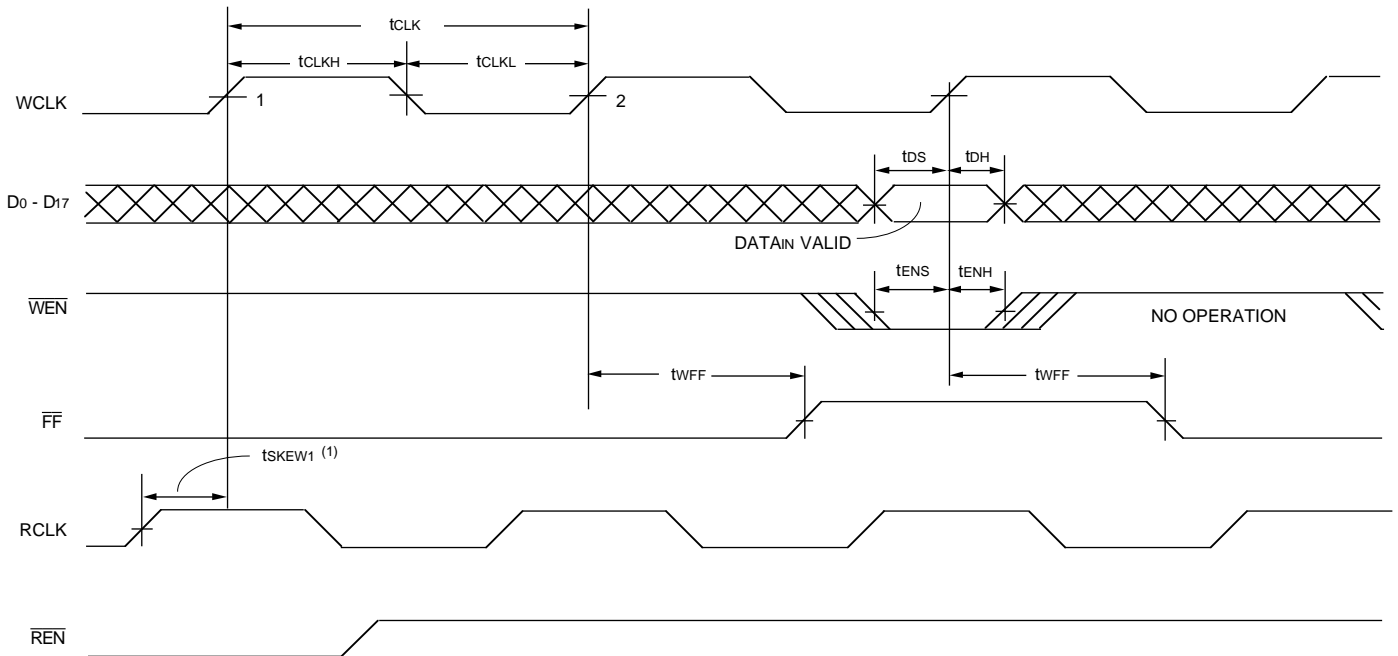 tCLK
tCLKH tCLKL
WCLK 1 2
tDS tDH
D0 - D17
DATAIN VALID
tENS tENH
WEN
NO OPERATION
tWFF tWFF
FF
tSKEW1 (1)
RCLK
REN